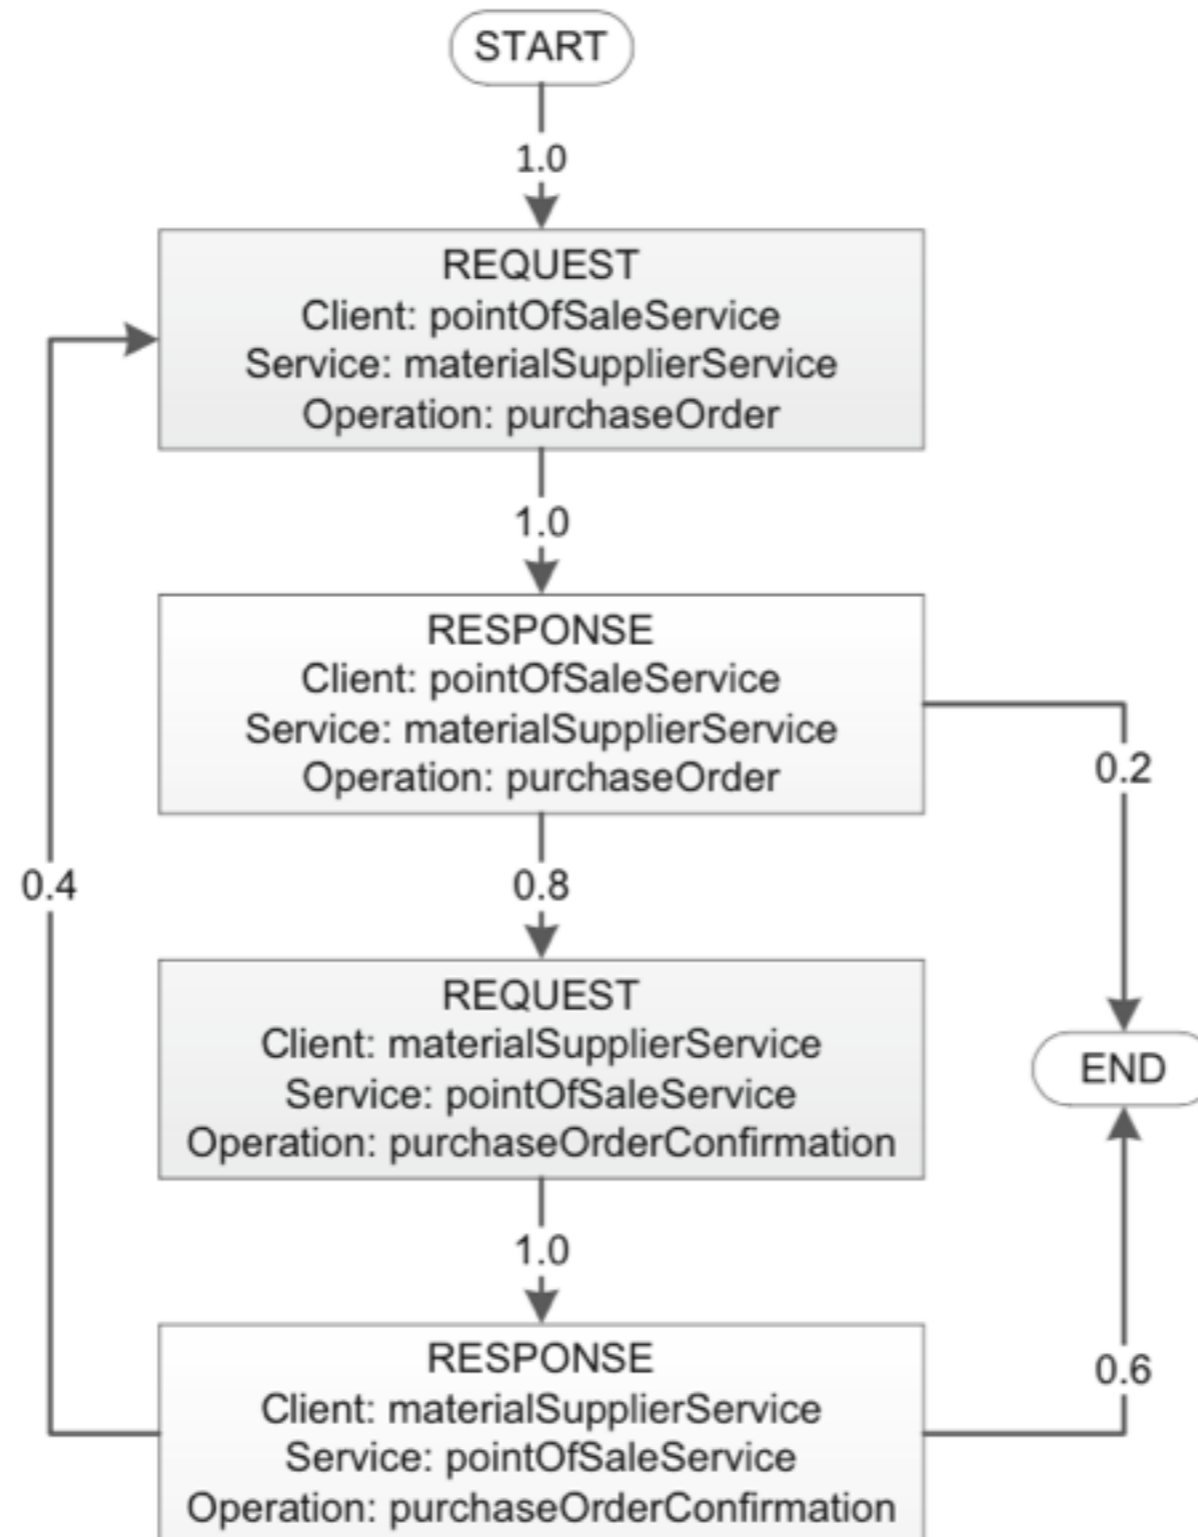 START
1.0
REQUEST
Client: pointOfSaleService
Service: materialSupplierService
Operation: purchaseOrder
1.0
RESPONSE
Client: pointOfSaleService
Service: materialSupplierService
Operation: purchaseOrder
0.2
0.4
0.8
REQUEST
Client: materialSupplierService
Service: pointOfSaleService
Operation: purchaseOrderConfirmation
END
1.0
RESPONSE
Client: materialSupplierService
Service: pointOfSaleService
Operation: purchaseOrderConfirmation
0.6